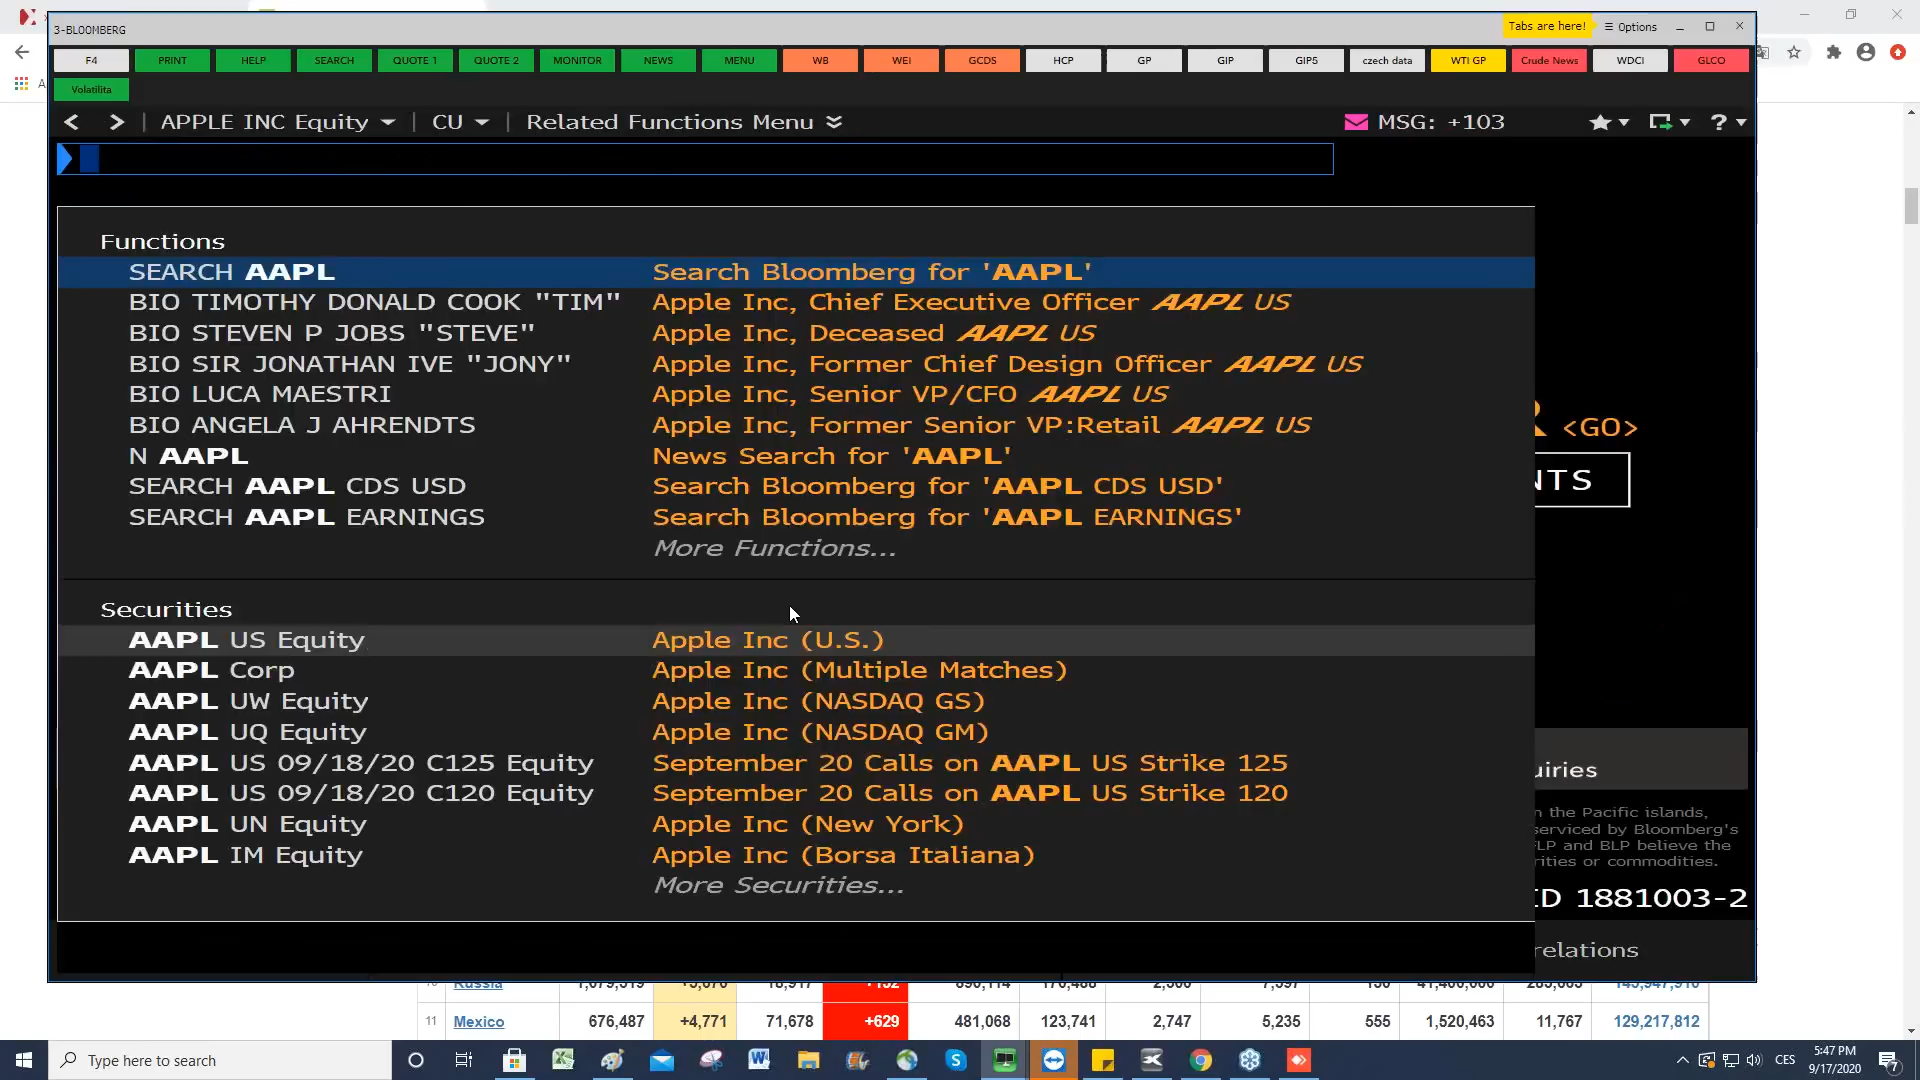 3-BLOOMBERG
Tabs are here!
Options
F4 PRINT HELP SEARCH QUOTE 1 QUOTE 2 MONITOR NEWS MENU WB WEI GCDS HCP GP GIP GIP5 czech data WTI GP Crude News WDCI GLCO
Volatilita
APPLE INC Equity CU Related Functions Menu MSG: +103 ?
Functions
SEARCH AAPL Search Bloomberg for 'AAPL'
BIO TIMOTHY DONALD COOK "TIM" Apple Inc, Chief Executive Officer AAPL US
BIO STEVEN P JOBS "STEVE" Apple Inc, Deceased AAPL US
BIO SIR JONATHAN IVE "JONY" Apple Inc, Former Chief Design Officer AAPL US
BIO LUCA MAESTRI Apple Inc, Senior VP/CFO AAPL US
BIO ANGELA J AHRENDTS Apple Inc, Former Senior VP:Retail AAPL US
<GO>
N AAPL News Search for 'AAPL'
NTS
SEARCH AAPL CDS USD Search Bloomberg for 'AAPL CDS USD'
SEARCH AAPL EARNINGS Search Bloomberg for 'AAPL EARNINGS'
More Functions...
Securities
AAPL US Equity Apple Inc (U.S.)
AAPL Corp Apple Inc (Multiple Matches)
AAPL UW Equity Apple Inc (NASDAQ GS)
AAPL UQ Equity Apple Inc (NASDAQ GM)
AAPL US 09/18/20 C125 Equity September 20 Calls on AAPL US Strike 125
uiries
AAPL US 09/18/20 C120 Equity September 20 Calls on AAPL US Strike 120
n the Pacific islands,
AAPL UN Equity Apple Inc (New York)
serviced by Bloomberg's
FLP and BLP believe the
AAPL IM Equity Apple Inc (Borsa Italiana)
rities or commodities.
More Securities...
ID 1881003-2
relations
Russia
11 Mexico 676,487 +4,771 71,678 +629 481,068 123,741 2,747 5,235 555 1,520,463 11,767 129,217,812
Type here to search
CES
5:47 PM
9/17/2020
7